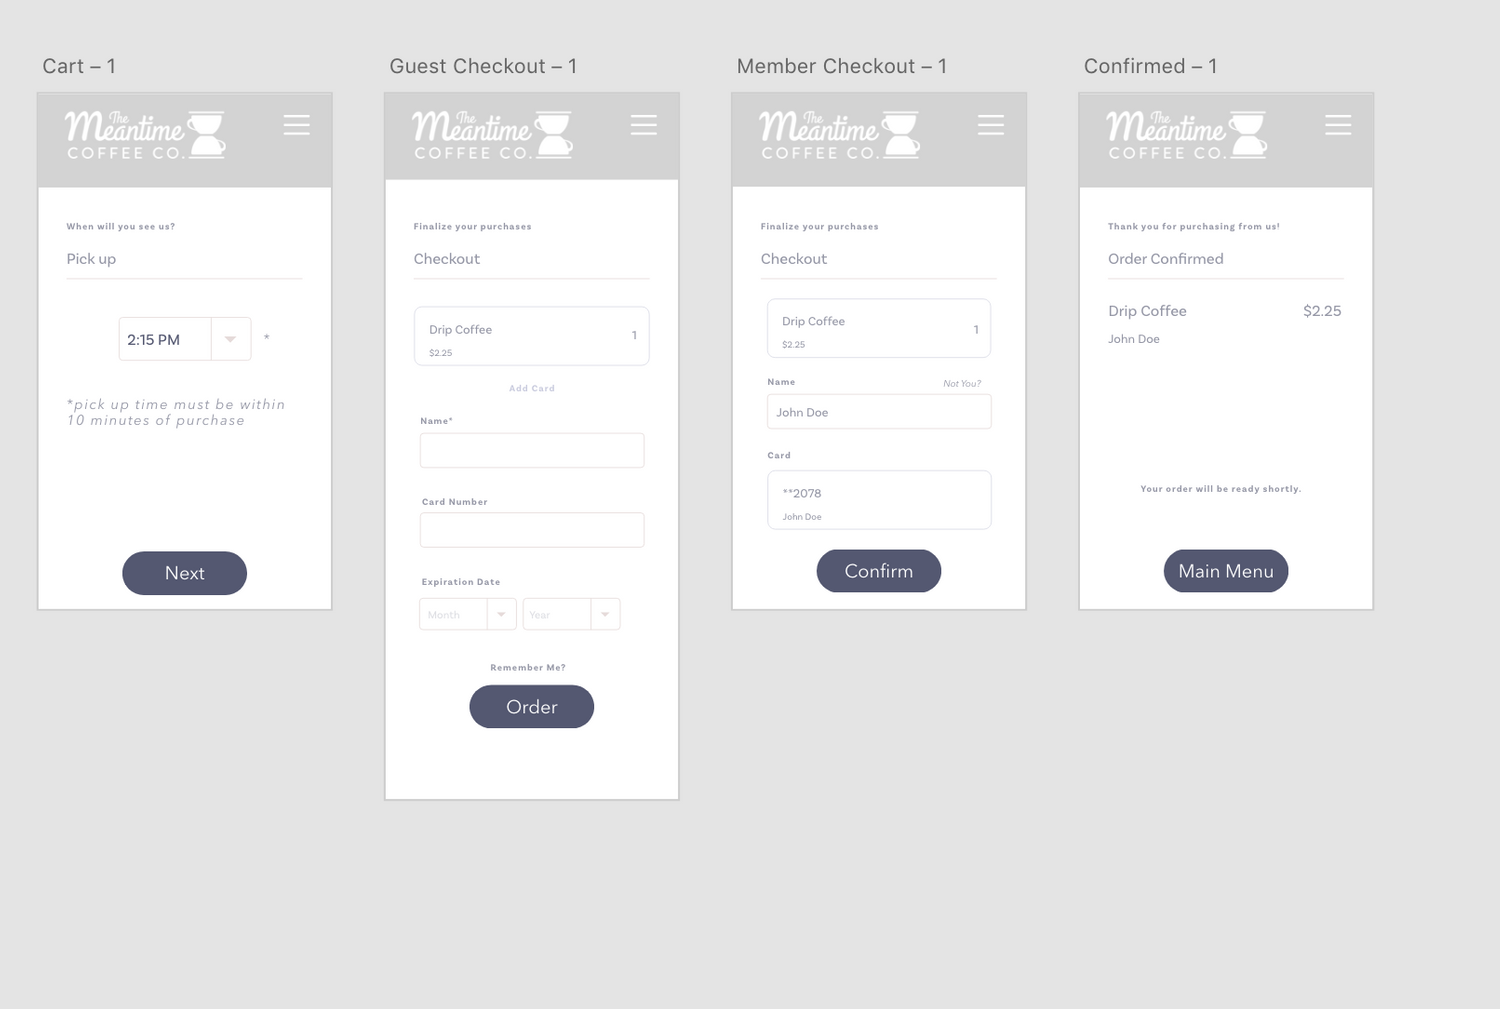 Cart – 1
The
Meantime
COFFEE CO.
When will you see us?
Pick up
2:15 PM
*
*pick up time must be within
10 minutes of purchase
Next
Guest Checkout – 1
The
Meantime
COFFEE CO.
Finalize your purchases
Checkout
Drip Coffee
1
$2.25
Add Card
Name*
Card Number
Expiration Date
Month
Year
Remember Me?
Order
Member Checkout – 1
The
Meantime
COFFEE CO.
Finalize your purchases
Checkout
Drip Coffee
1
$2.25
Name
Not You?
John Doe
Card
**2078
John Doe
Confirm
Confirmed – 1
The
Meantime
COFFEE CO.
Thank you for purchasing from us!
Order Confirmed
Drip Coffee
$2.25
John Doe
Your order will be ready shortly.
Main Menu